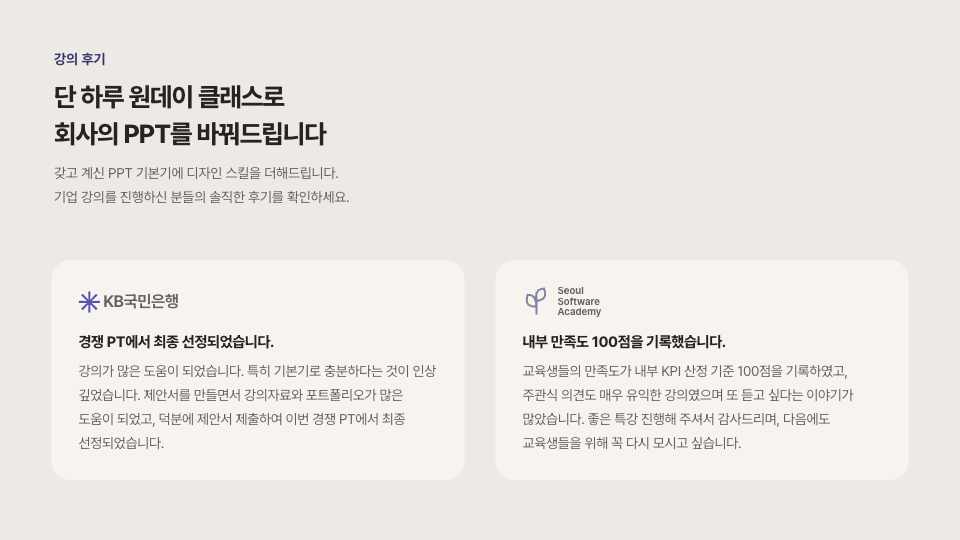 강의 후기
단 하루 원데이 클래스로
회사의 PPT를 바꿔드립니다
갖고 계신 PPT 기본기에 디자인 스킬을 더해드립니다.
기업 강의를 진행하신 분들의 솔직한 후기를 확인하세요.
KB국민은행
경쟁 PT에서 최종 선정되었습니다.
강의가 많은 도움이 되었습니다. 특히 기본기로 충분하다는 것이 인상
깊었습니다. 제안서를 만들면서 강의자료와 포트폴리오가 많은
도움이 되었고, 덕분에 제안서 제출하여 이번 경쟁 PT에서 최종
선정되었습니다.
Seoul
Software
Academy
내부 만족도 100점을 기록했습니다.
교육생들의 만족도가 내부 KPI 산정 기준 100점을 기록하였고,
주관식 의견도 매우 유익한 강의였으며 또 듣고 싶다는 이야기가
많았습니다. 좋은 특강 진행해 주셔서 감사드리며, 다음에도
교육생들을 위해 꼭 다시 모시고 싶습니다.